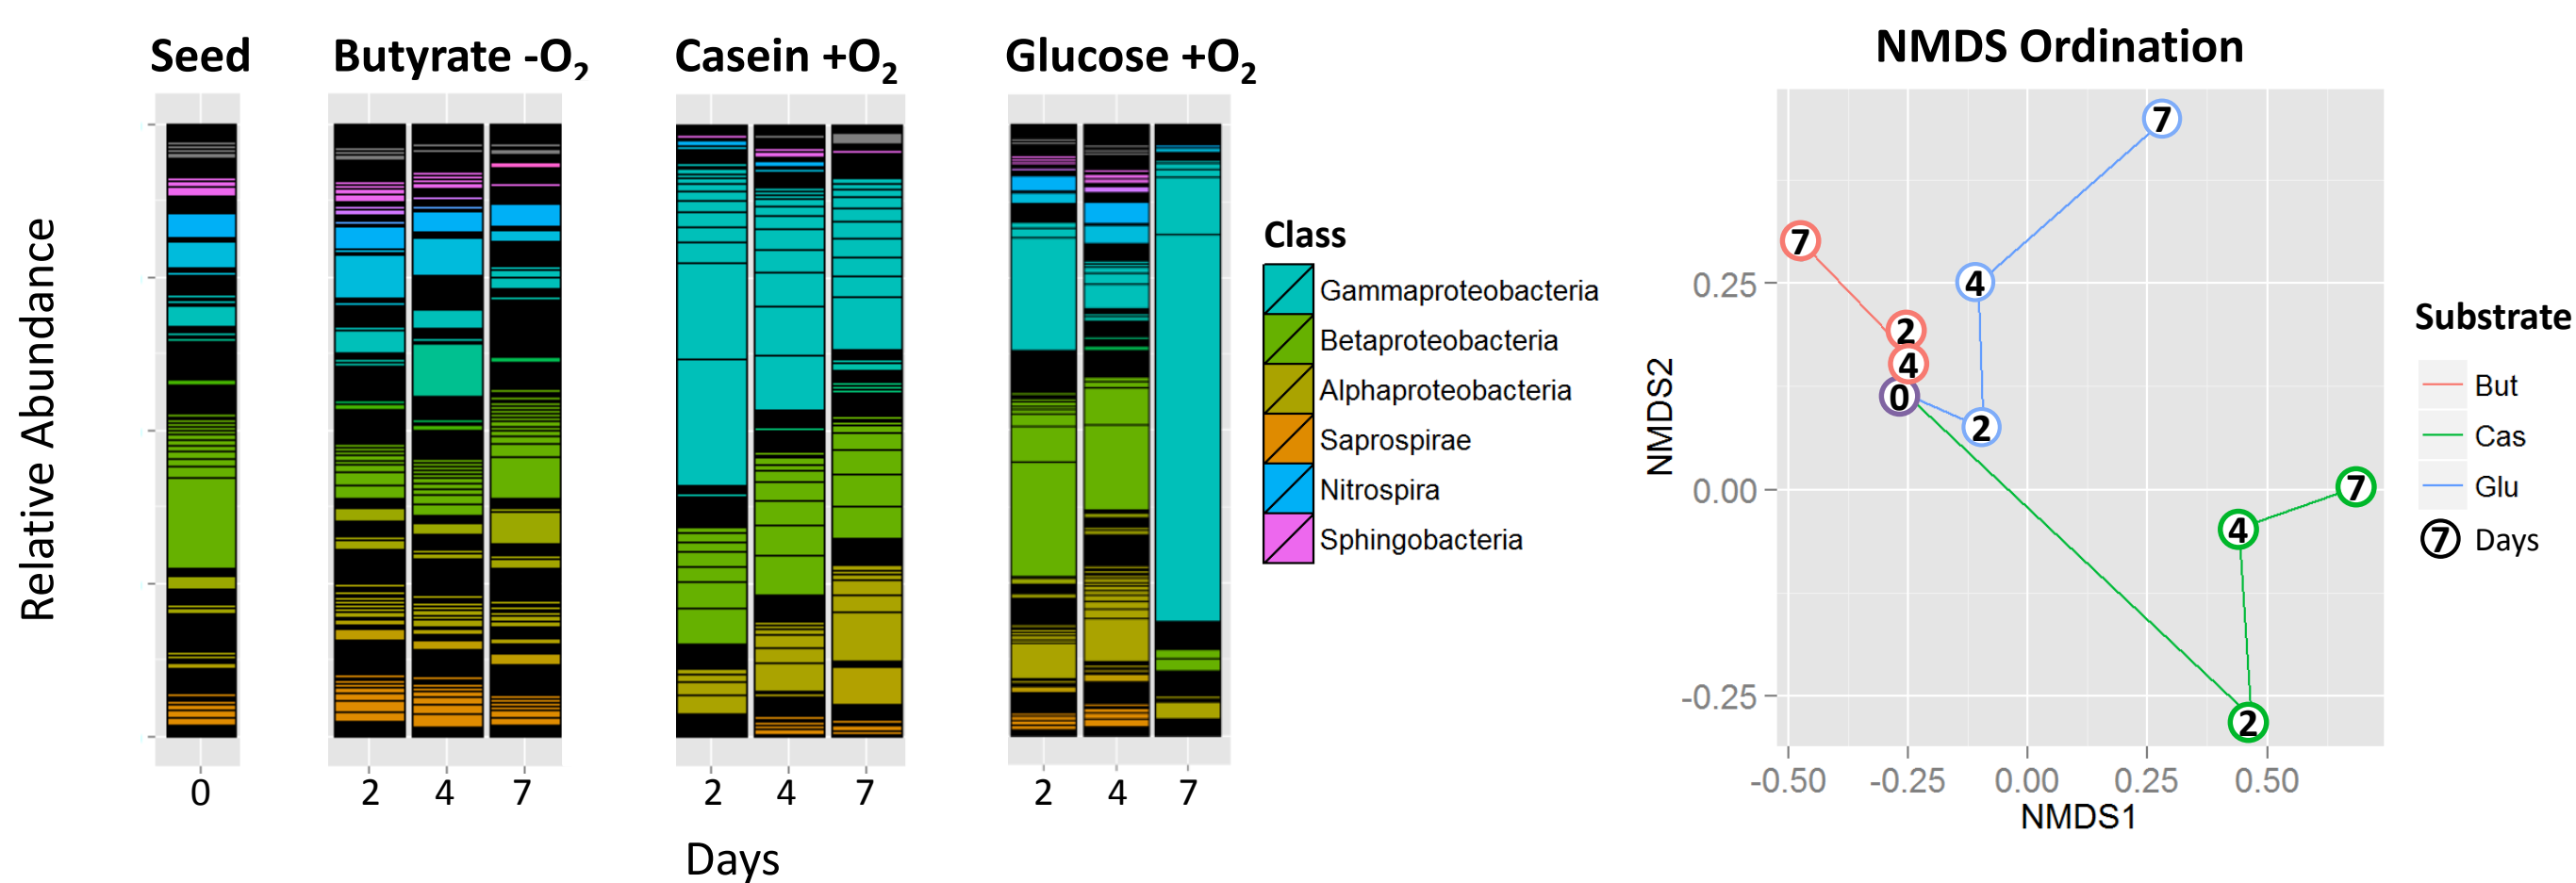 Seed
Butyrate -O2
Casein +O2
Glucose +O2
Relative Abundance
0
2 4 7
2 4 7
2 4 7
Days
Class
Gammaproteobacteria
Betaproteobacteria
Alphaproteobacteria
Saprospirae
Nitrospira
Sphingobacteria
NMDS Ordination
NMDS2
0.25
0.00
-0.25
7
7
4
2
4
0
2
7
4
2
-0.50 -0.25 0.00 0.25 0.50
NMDS1
Substrate
But
Cas
Glu
7 Days